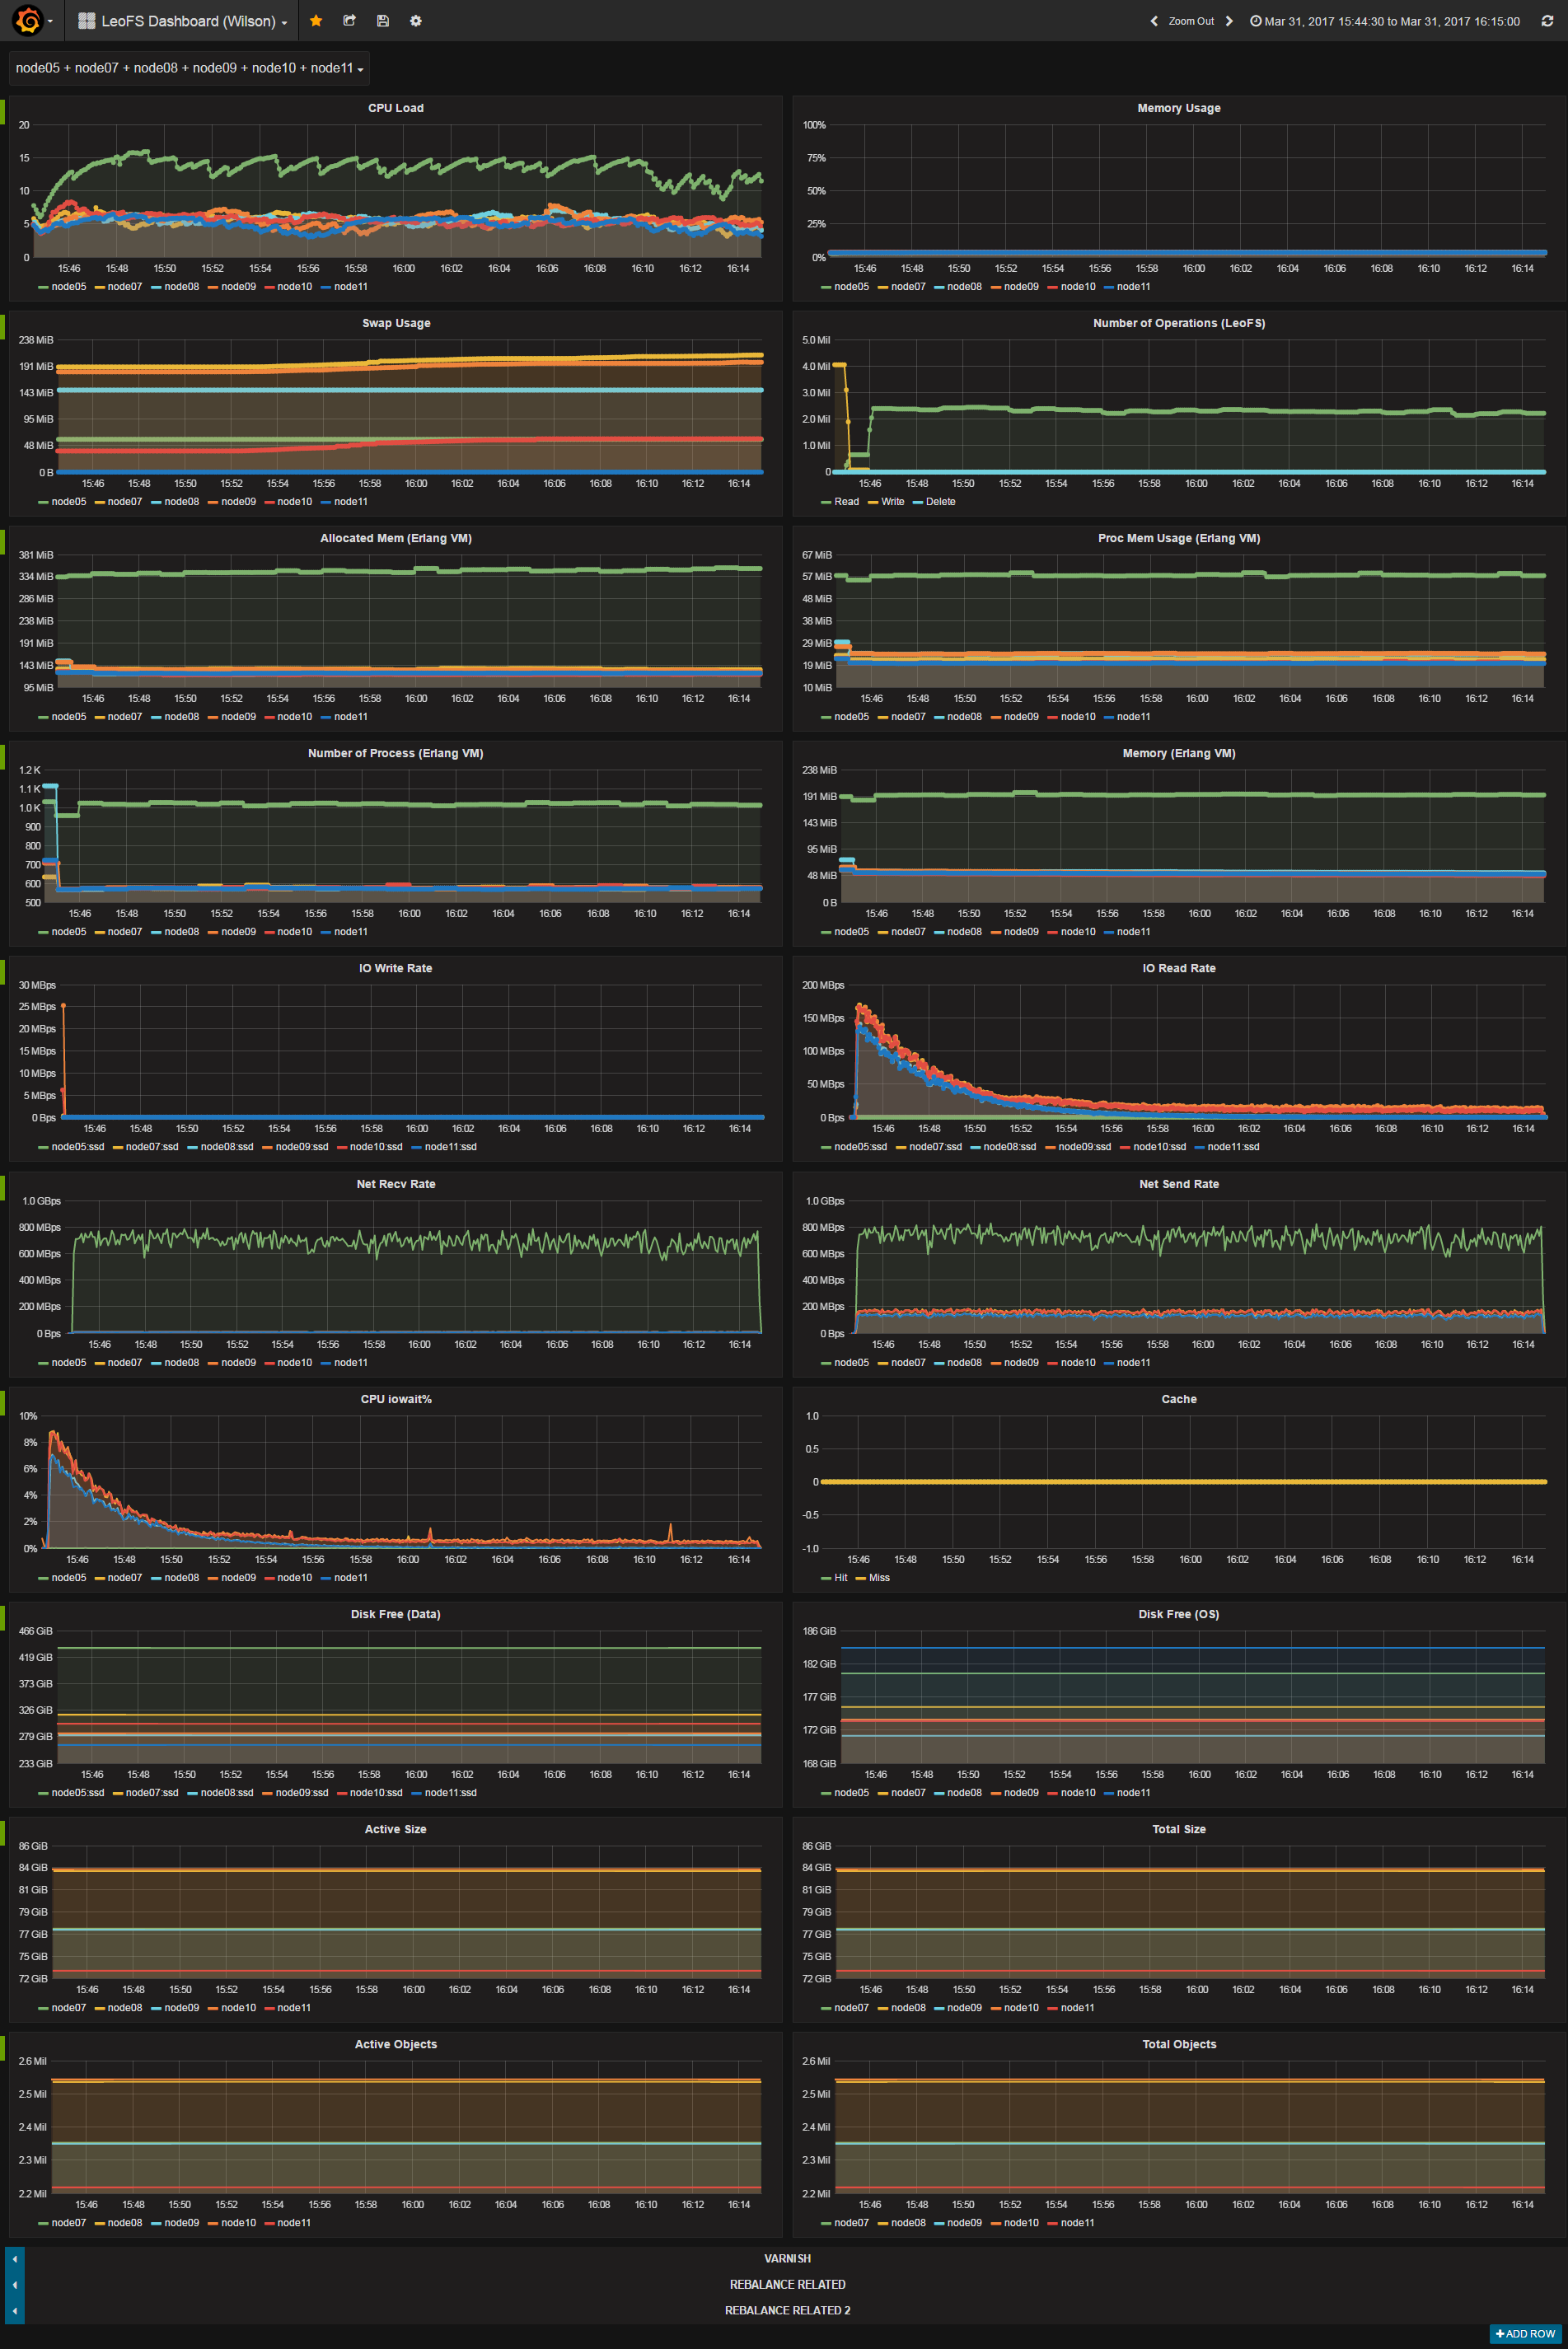 LeoFS Dashboard (Wilson)
Zoom Out
Mar 31, 2017 15:44:30 to Mar 31, 2017 16:15:00
node05 + node07 + node08 + node09 + node10 + node11
CPU Load
20
15
10
5
0
15:46 15:48 15:50 15:52 15:54 15:56 15:58 16:00 16:02 16:04 16:06 16:08 16:10 16:12 16:14
node05 node07 node08 node09 node10 node11
Memory Usage
100%
75%
50%
25%
0%
15:46 15:48 15:50 15:52 15:54 15:56 15:58 16:00 16:02 16:04 16:06 16:08 16:10 16:12 16:14
node05 node07 node08 node09 node10 node11
Swap Usage
238 MiB
191 MiB
143 MiB
95 MiB
48 MiB
0 B
15:46 15:48 15:50 15:52 15:54 15:56 15:58 16:00 16:02 16:04 16:06 16:08 16:10 16:12 16:14
node05 node07 node08 node09 node10 node11
Number of Operations (LeoFS)
5.0 Mil
4.0 Mil
3.0 Mil
2.0 Mil
1.0 Mil
0
15:46 15:48 15:50 15:52 15:54 15:56 15:58 16:00 16:02 16:04 16:06 16:08 16:10 16:12 16:14
Read Write Delete
Allocated Mem (Erlang VM)
381 MiB
334 MiB
286 MiB
238 MiB
191 MiB
143 MiB
95 MiB
15:46 15:48 15:50 15:52 15:54 15:56 15:58 16:00 16:02 16:04 16:06 16:08 16:10 16:12 16:14
node05 node07 node08 node09 node10 node11
Proc Mem Usage (Erlang VM)
67 MiB
57 MiB
48 MiB
38 MiB
29 MiB
19 MiB
10 MiB
15:46 15:48 15:50 15:52 15:54 15:56 15:58 16:00 16:02 16:04 16:06 16:08 16:10 16:12 16:14
node05 node07 node08 node09 node10 node11
Number of Process (Erlang VM)
1.2 K
1.1 K
1.0 K
900
800
700
600
500
15:46 15:48 15:50 15:52 15:54 15:56 15:58 16:00 16:02 16:04 16:06 16:08 16:10 16:12 16:14
node05 node07 node08 node09 node10 node11
Memory (Erlang VM)
238 MiB
191 MiB
143 MiB
95 MiB
48 MiB
0 B
15:46 15:48 15:50 15:52 15:54 15:56 15:58 16:00 16:02 16:04 16:06 16:08 16:10 16:12 16:14
node05 node07 node08 node09 node10 node11
IO Write Rate
30 MBps
25 MBps
20 MBps
15 MBps
10 MBps
5 MBps
0 Bps
15:46 15:48 15:50 15:52 15:54 15:56 15:58 16:00 16:02 16:04 16:06 16:08 16:10 16:12 16:14
node05:ssd node07:ssd node08:ssd node09:ssd node10:ssd node11:ssd
IO Read Rate
200 MBps
150 MBps
100 MBps
50 MBps
0 Bps
15:46 15:48 15:50 15:52 15:54 15:56 15:58 16:00 16:02 16:04 16:06 16:08 16:10 16:12 16:14
node05:ssd node07:ssd node08:ssd node09:ssd node10:ssd node11:ssd
Net Recv Rate
1.0 GBps
800 MBps
600 MBps
400 MBps
200 MBps
0 Bps
15:46 15:48 15:50 15:52 15:54 15:56 15:58 16:00 16:02 16:04 16:06 16:08 16:10 16:12 16:14
node05 node07 node08 node09 node10 node11
Net Send Rate
1.0 GBps
800 MBps
600 MBps
400 MBps
200 MBps
0 Bps
15:46 15:48 15:50 15:52 15:54 15:56 15:58 16:00 16:02 16:04 16:06 16:08 16:10 16:12 16:14
node05 node07 node08 node09 node10 node11
CPU iowait%
10%
8%
6%
4%
2%
0%
15:46 15:48 15:50 15:52 15:54 15:56 15:58 16:00 16:02 16:04 16:06 16:08 16:10 16:12 16:14
node05 node07 node08 node09 node10 node11
Cache
1.0
0.5
0
-0.5
-1.0
15:46 15:48 15:50 15:52 15:54 15:56 15:58 16:00 16:02 16:04 16:06 16:08 16:10 16:12 16:14
Hit Miss
Disk Free (Data)
466 GiB
419 GiB
373 GiB
326 GiB
279 GiB
233 GiB
15:46 15:48 15:50 15:52 15:54 15:56 15:58 16:00 16:02 16:04 16:06 16:08 16:10 16:12 16:14
node05:ssd node07:ssd node08:ssd node09:ssd node10:ssd node11:ssd
Disk Free (OS)
186 GiB
182 GiB
177 GiB
172 GiB
168 GiB
15:46 15:48 15:50 15:52 15:54 15:56 15:58 16:00 16:02 16:04 16:06 16:08 16:10 16:12 16:14
node05 node07 node08 node09 node10 node11
Active Size
86 GiB
84 GiB
81 GiB
79 GiB
77 GiB
75 GiB
72 GiB
15:46 15:48 15:50 15:52 15:54 15:56 15:58 16:00 16:02 16:04 16:06 16:08 16:10 16:12 16:14
node07 node08 node09 node10 node11
Total Size
86 GiB
84 GiB
81 GiB
79 GiB
77 GiB
75 GiB
72 GiB
15:46 15:48 15:50 15:52 15:54 15:56 15:58 16:00 16:02 16:04 16:06 16:08 16:10 16:12 16:14
node07 node08 node09 node10 node11
Active Objects
2.6 Mil
2.5 Mil
2.4 Mil
2.3 Mil
2.2 Mil
15:46 15:48 15:50 15:52 15:54 15:56 15:58 16:00 16:02 16:04 16:06 16:08 16:10 16:12 16:14
node07 node08 node09 node10 node11
Total Objects
2.6 Mil
2.5 Mil
2.4 Mil
2.3 Mil
2.2 Mil
15:46 15:48 15:50 15:52 15:54 15:56 15:58 16:00 16:02 16:04 16:06 16:08 16:10 16:12 16:14
node07 node08 node09 node10 node11
VARNISH
REBALANCE RELATED
REBALANCE RELATED 2
+ ADD ROW